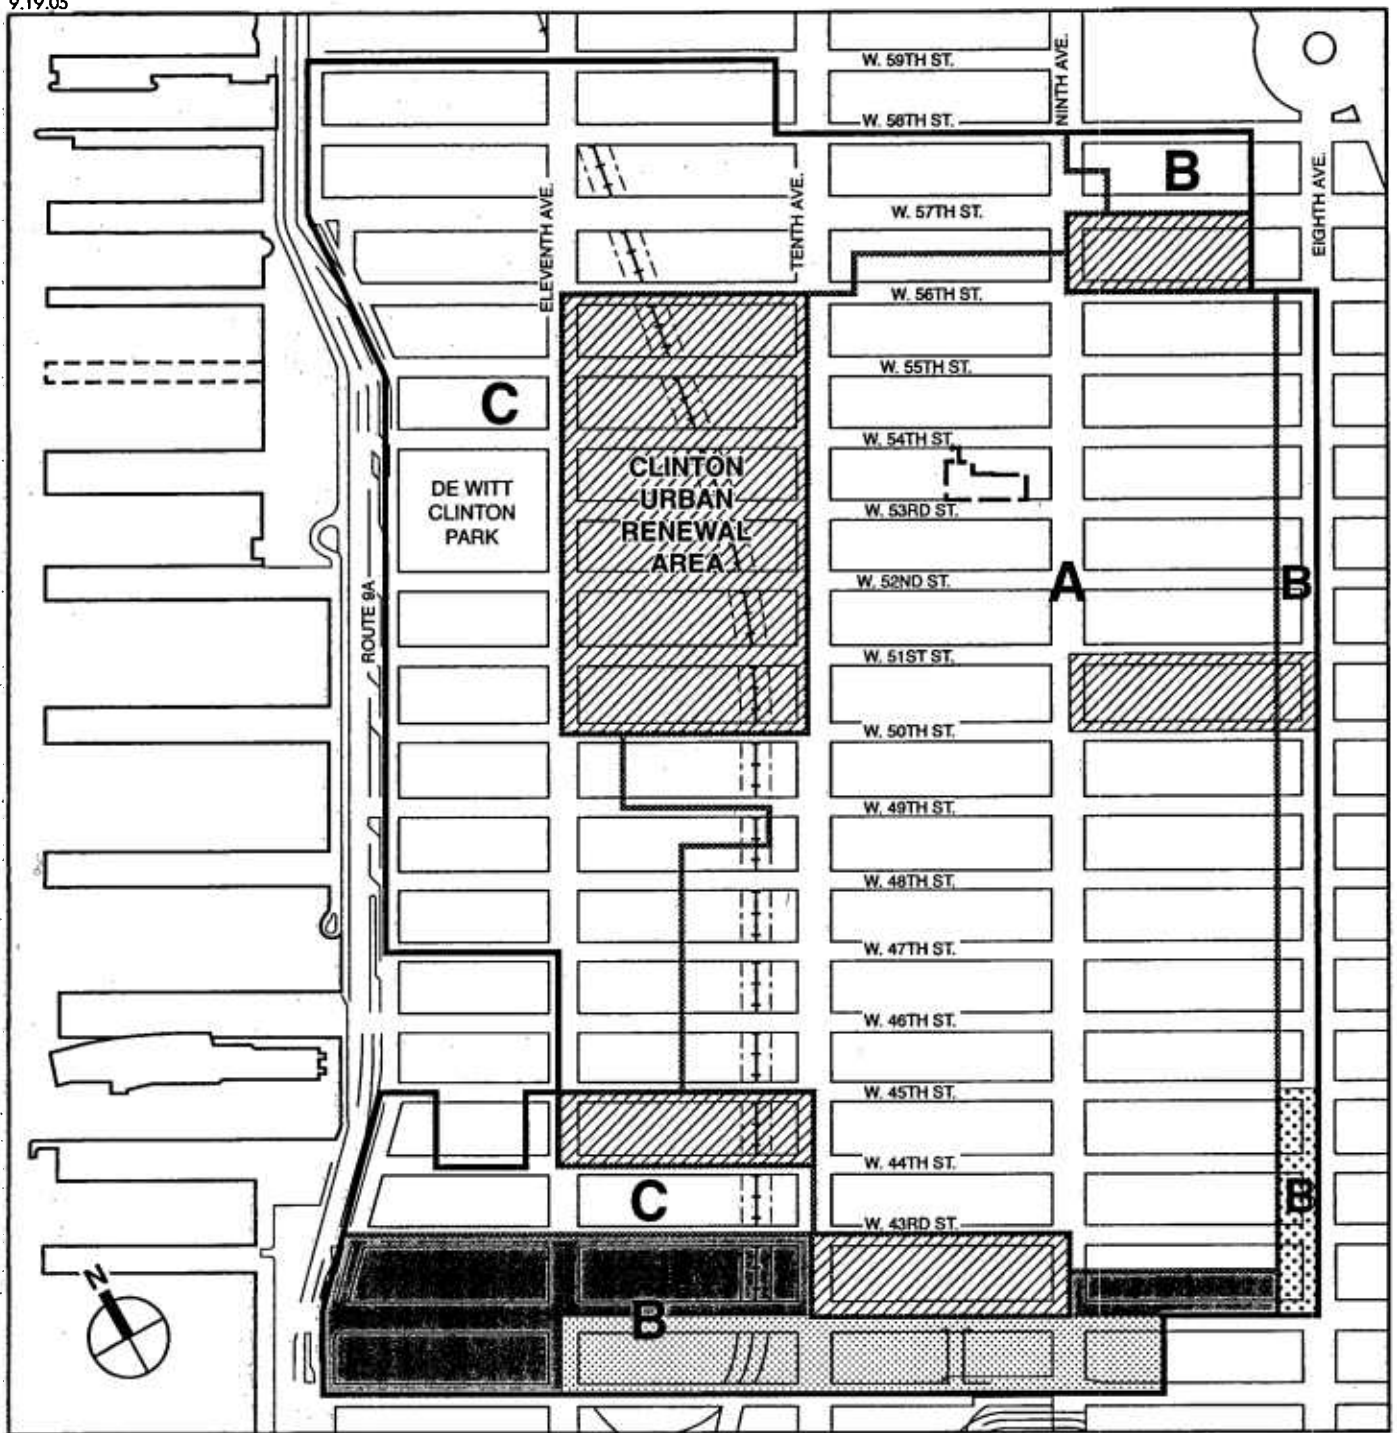 9.19.05
W. 59TH ST.
NINTH AVE.
W. 58TH ST.
B
EIGHTH AVE.
ELEVENTH AVE.
TENTH AVE.
W. 57TH ST.
W. 56TH ST.
W. 55TH ST.
C
W. 54TH ST.
CLINTON
URBAN
RENEWAL
AREA
DE WITT
CLINTON
PARK
W. 53RD ST.
W. 52ND ST.
A
B
ROUTE 9A
W. 51ST ST.
W. 50TH ST.
W. 49TH ST.
W. 48TH ST.
W. 47TH ST.
W. 46TH ST.
W. 45TH ST.
W. 44TH ST.
C
B
W. 43RD ST.
N
B